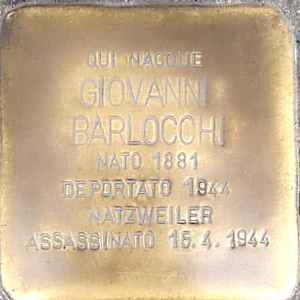 QUI NACQUE
GIOVANNI
BARLOCCHI
NATO 1881
DEPORTATO 1944
NATZWEILER
ASSASSINATO 15.4.1944